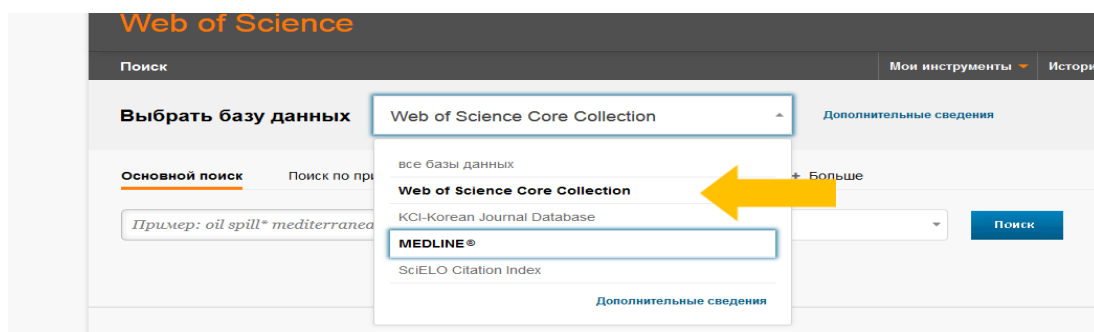 Web of Science
Поиск
Мои инструменты
Выбрать базу данных
Web of Science Core Collection
Дополнительные сведения
все базы данных
Основной поиск
Поиск по
+ Больше
Web of Science Core Collection
KCI-Korean Journal Database
Пример: oil spill*
Поиск
MEDLINE®
SciELO Citation Index
Дополнительные сведения